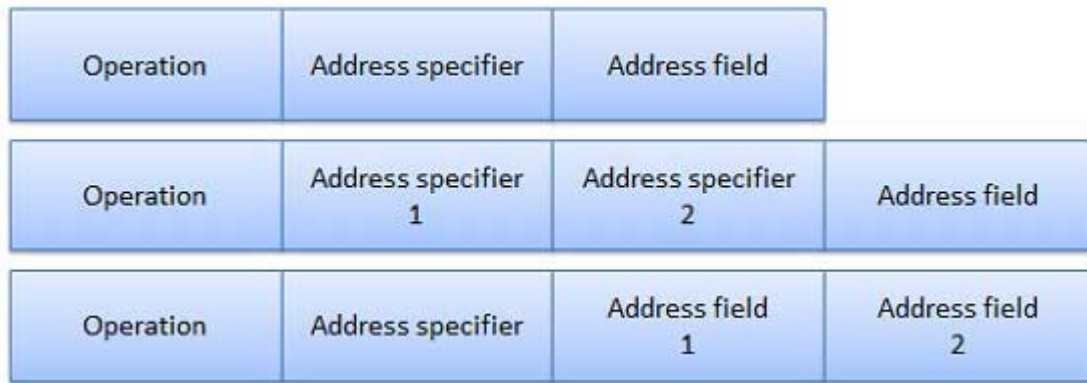 Operation Address specifier Address field
Operation Address specifier 1 Address specifier 2 Address field
Operation Address specifier Address field 1 Address field 2